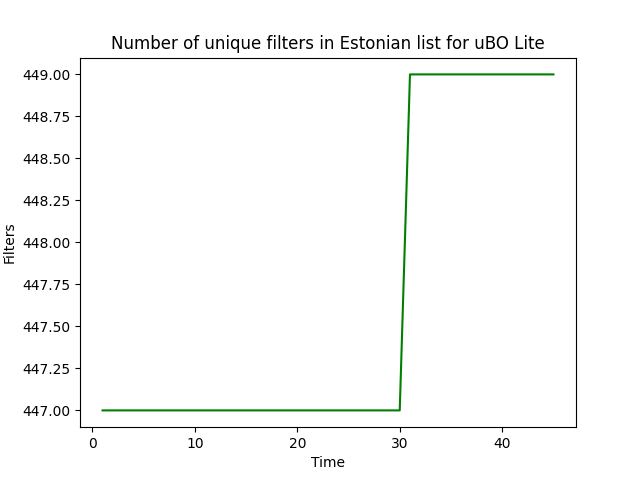 Number of unique filters in Estonian list for uBO Lite
449.00
448.75
448.50
448.25
448.00
447.75
447.50
447.25
447.00
Filters
0 10 20 30 40
Time